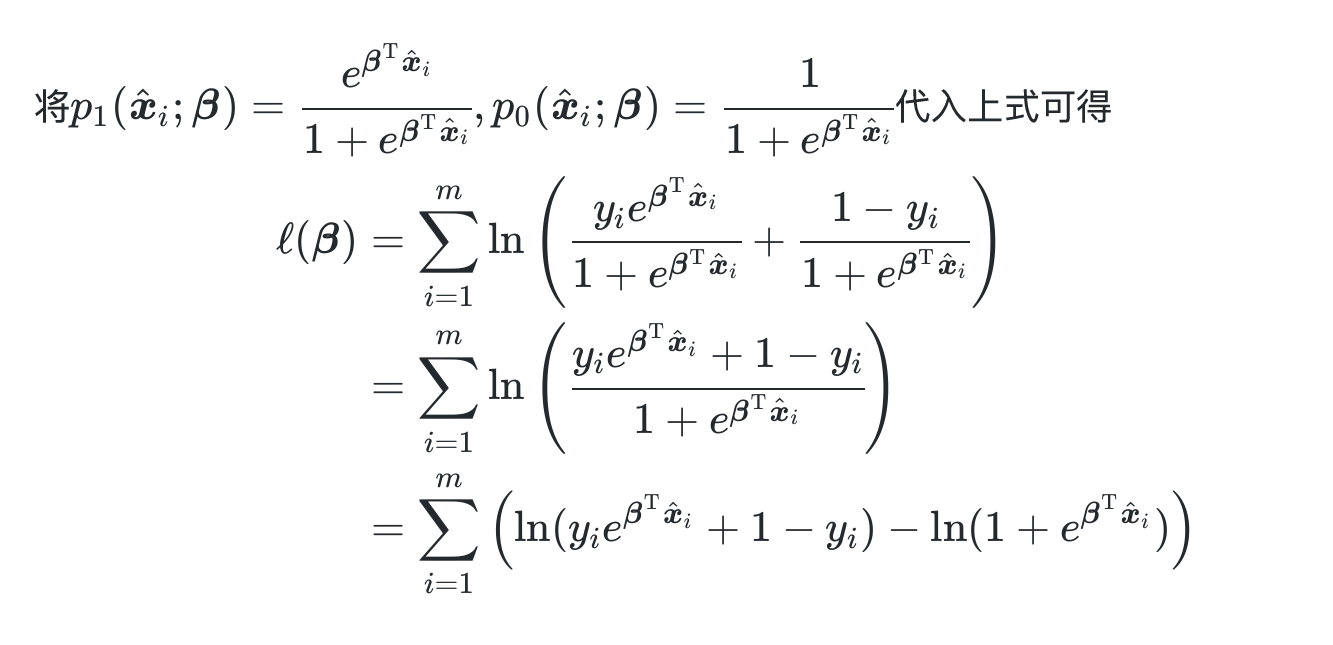 将$p_1(\hat{\boldsymbol{x}}_i;\boldsymbol{\beta})=\frac{e^{\boldsymbol{\beta}^{\mathrm{T}}\hat{\boldsymbol{x}}_i}}{1+e^{\boldsymbol{\beta}^{\mathrm{T}}\hat{\boldsymbol{x}}_i}},p_0(\hat{\boldsymbol{x}}_i;\boldsymbol{\beta})=\frac{1}{1+e^{\boldsymbol{\beta}^{\mathrm{T}}\hat{\boldsymbol{x}}_i}}$代入上式可得
$\ell(\boldsymbol{\beta})=\sum_{i=1}^{m}\ln\left(\frac{y_ie^{\boldsymbol{\beta}^{\mathrm{T}}\hat{\boldsymbol{x}}_i}}{1+e^{\boldsymbol{\beta}^{\mathrm{T}}\hat{\boldsymbol{x}}_i}}+\frac{1-y_i}{1+e^{\boldsymbol{\beta}^{\mathrm{T}}\hat{\boldsymbol{x}}_i}}\right)$
$=\sum_{i=1}^{m}\ln\left(\frac{y_ie^{\boldsymbol{\beta}^{\mathrm{T}}\hat{\boldsymbol{x}}_i}+1-y_i}{1+e^{\boldsymbol{\beta}^{\mathrm{T}}\hat{\boldsymbol{x}}_i}}\right)$
$=\sum_{i=1}^{m}\left(\ln(y_ie^{\boldsymbol{\beta}^{\mathrm{T}}\hat{\boldsymbol{x}}_i}+1-y_i)-\ln(1+e^{\boldsymbol{\beta}^{\mathrm{T}}\hat{\boldsymbol{x}}_i})\right)$